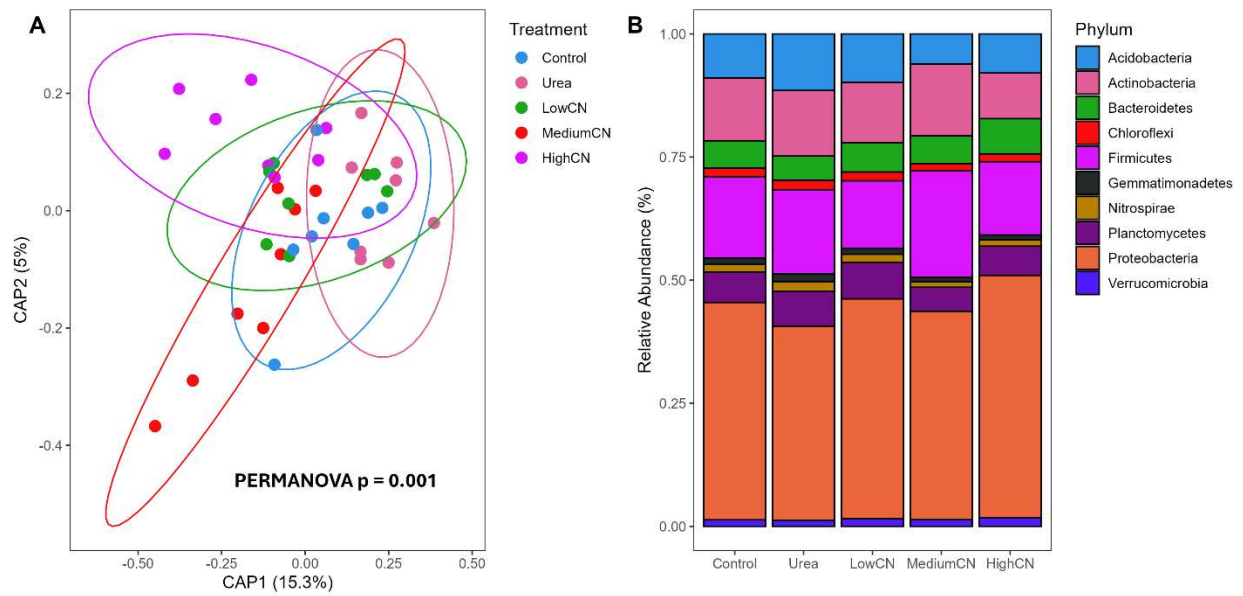 A
Treatment
Control
Urea
LowCN
MediumCN
HighCN
0.2
0.0
-0.2
-0.4
CAP2 (5%)
PERMANOVA p = 0.001
-0.50
-0.25
0.00
0.25
0.50
CAP1 (15.3%)
B
Phylum
Acidobacteria
Actinobacteria
Bacteroidetes
Chloroflexi
Firmicutes
Gemmatimonadetes
Nitrospirae
Planctomycetes
Proteobacteria
Verrucomicrobia
1.00
0.75
0.50
0.25
0.00
Relative Abundance (%)
Control
Urea
LowCN
MediumCN
HighCN